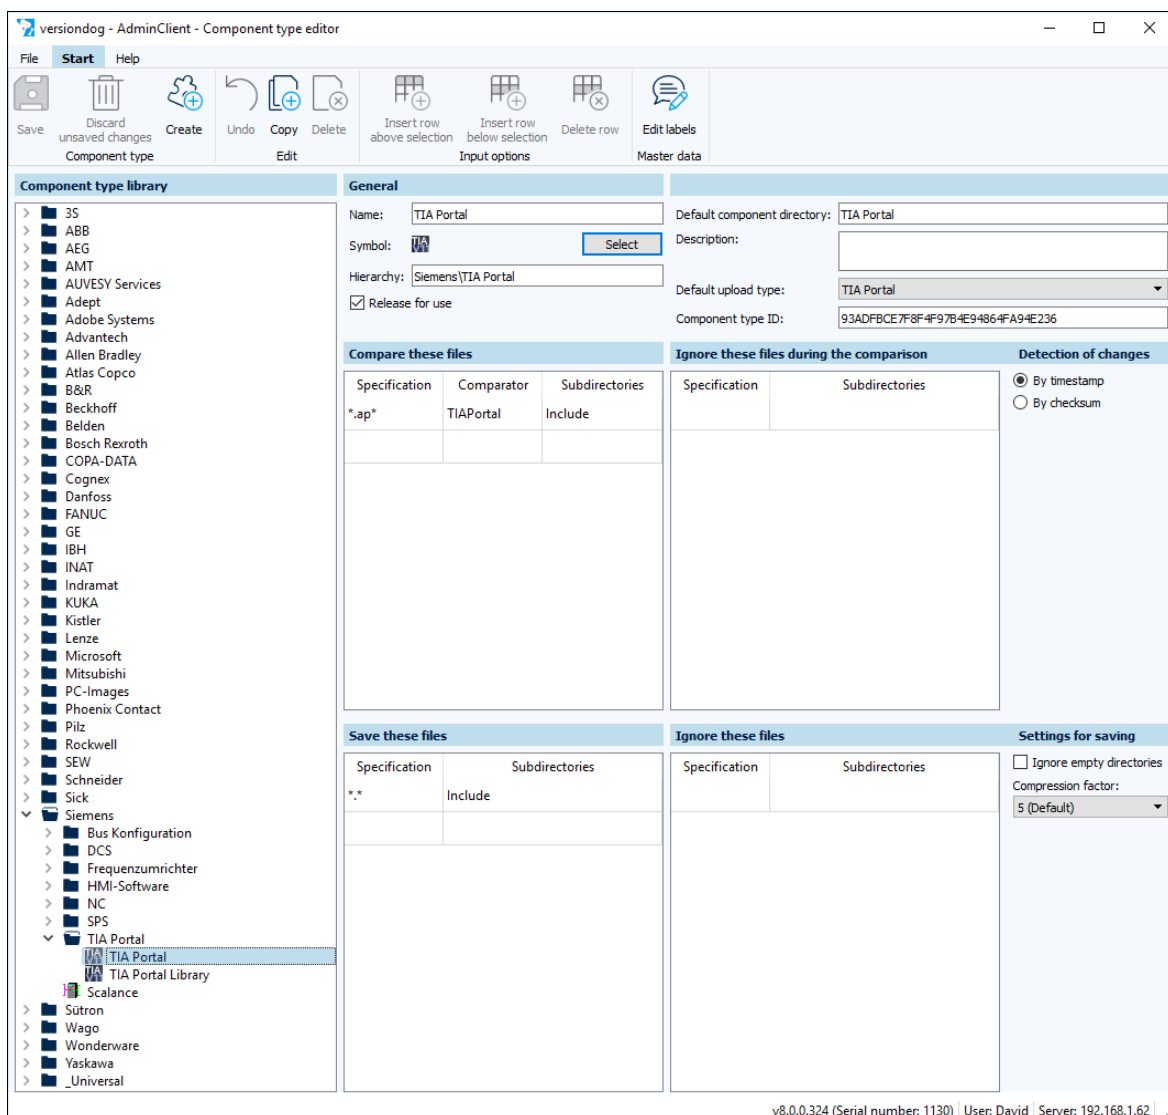 versiondog - AdminClient - Component type editor
File Start Help
Save
Discard unsaved changes
Create
Undo
Copy
Delete
Insert row above selection
Insert row below selection
Delete row
Edit labels
Component type
Edit
Input options
Master data
Component type library
3S
ABB
AEG
AMT
AUVESY Services
Adept
Adobe Systems
Advantech
Allen Bradley
Atlas Copco
B&R
Beckhoff
Belden
Bosch Rexroth
COPA-DATA
Cognex
Danfoss
FANUC
GE
IBH
INAT
Indramat
KUKA
Kistler
Lenze
Microsoft
Mitsubishi
PC-Images
Phoenix Contact
Pilz
Rockwell
SEW
Schneider
Sick
Siemens
Bus Konfiguration
DCS
Frequenzumrichter
HMI-Software
NC
SPS
TIA Portal
TIA Portal
TIA Portal Library
Scalance
Sütron
Wago
Wonderware
Yaskawa
_Universal
General
Name: TIA Portal
Symbol: Select
Hierarchy: Siemens\TIA Portal
Release for use
Default component directory: TIA Portal
Description:
Default upload type: TIA Portal
Component type ID: 93ADFBCE7F8F4F97B4E94864FA94E236
Compare these files
Specification Comparator Subdirectories
*.ap* TIAPortal Include
Ignore these files during the comparison
Specification Subdirectories
Detection of changes
By timestamp
By checksum
Save these files
Specification Subdirectories
*.* Include
Ignore these files
Specification Subdirectories
Settings for saving
Ignore empty directories
Compression factor:
5 (Default)
v8.0.0.324 (Serial number: 1130) User: David Server: 192.168.1.62